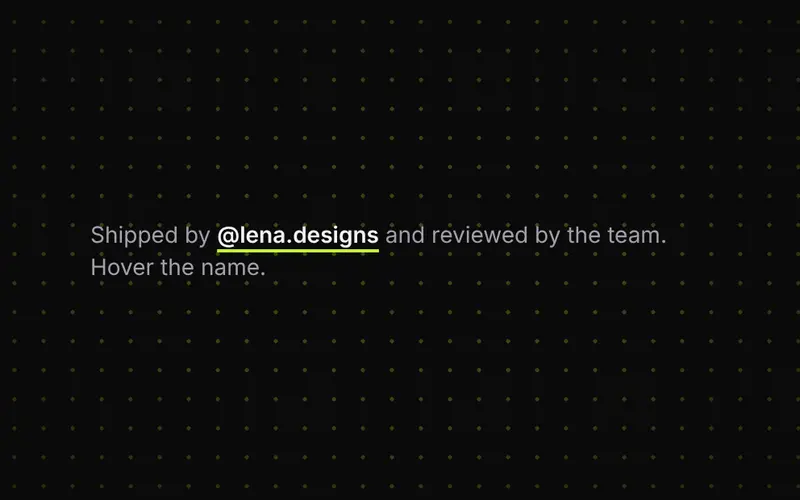 Shipped by @lena.designs and reviewed by the team.
Hover the name.